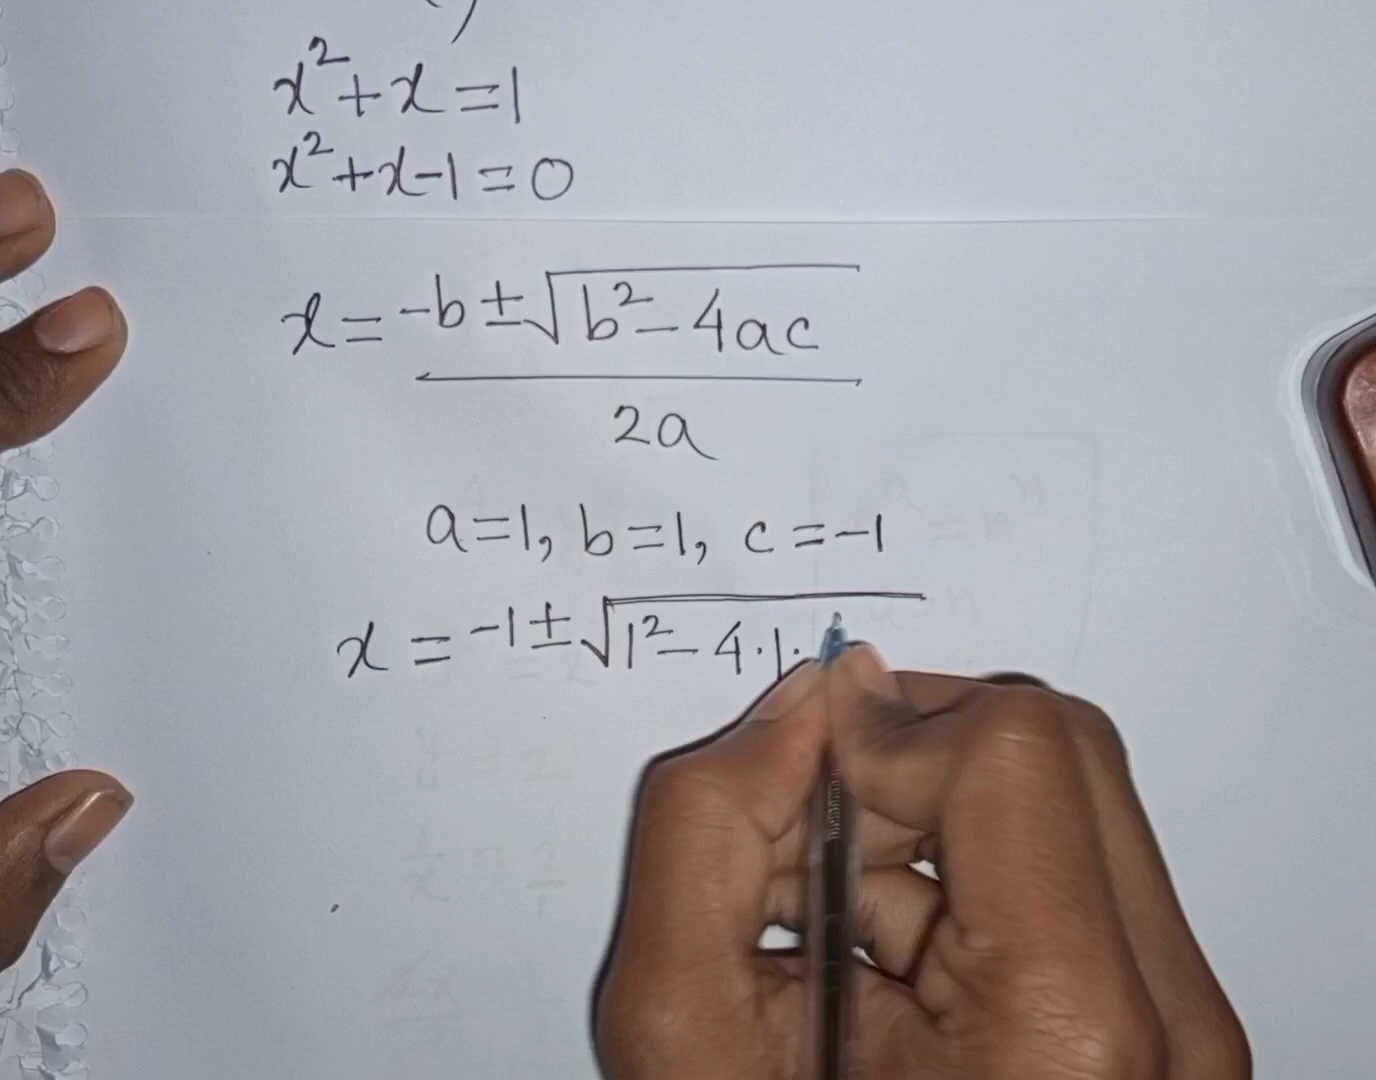 x² + x = 1
x² + x - 1 = 0
x = -b ± √(b² - 4ac)
2a
a = 1, b = 1, c = -1
x = -1 ± √(1² - 4·1·